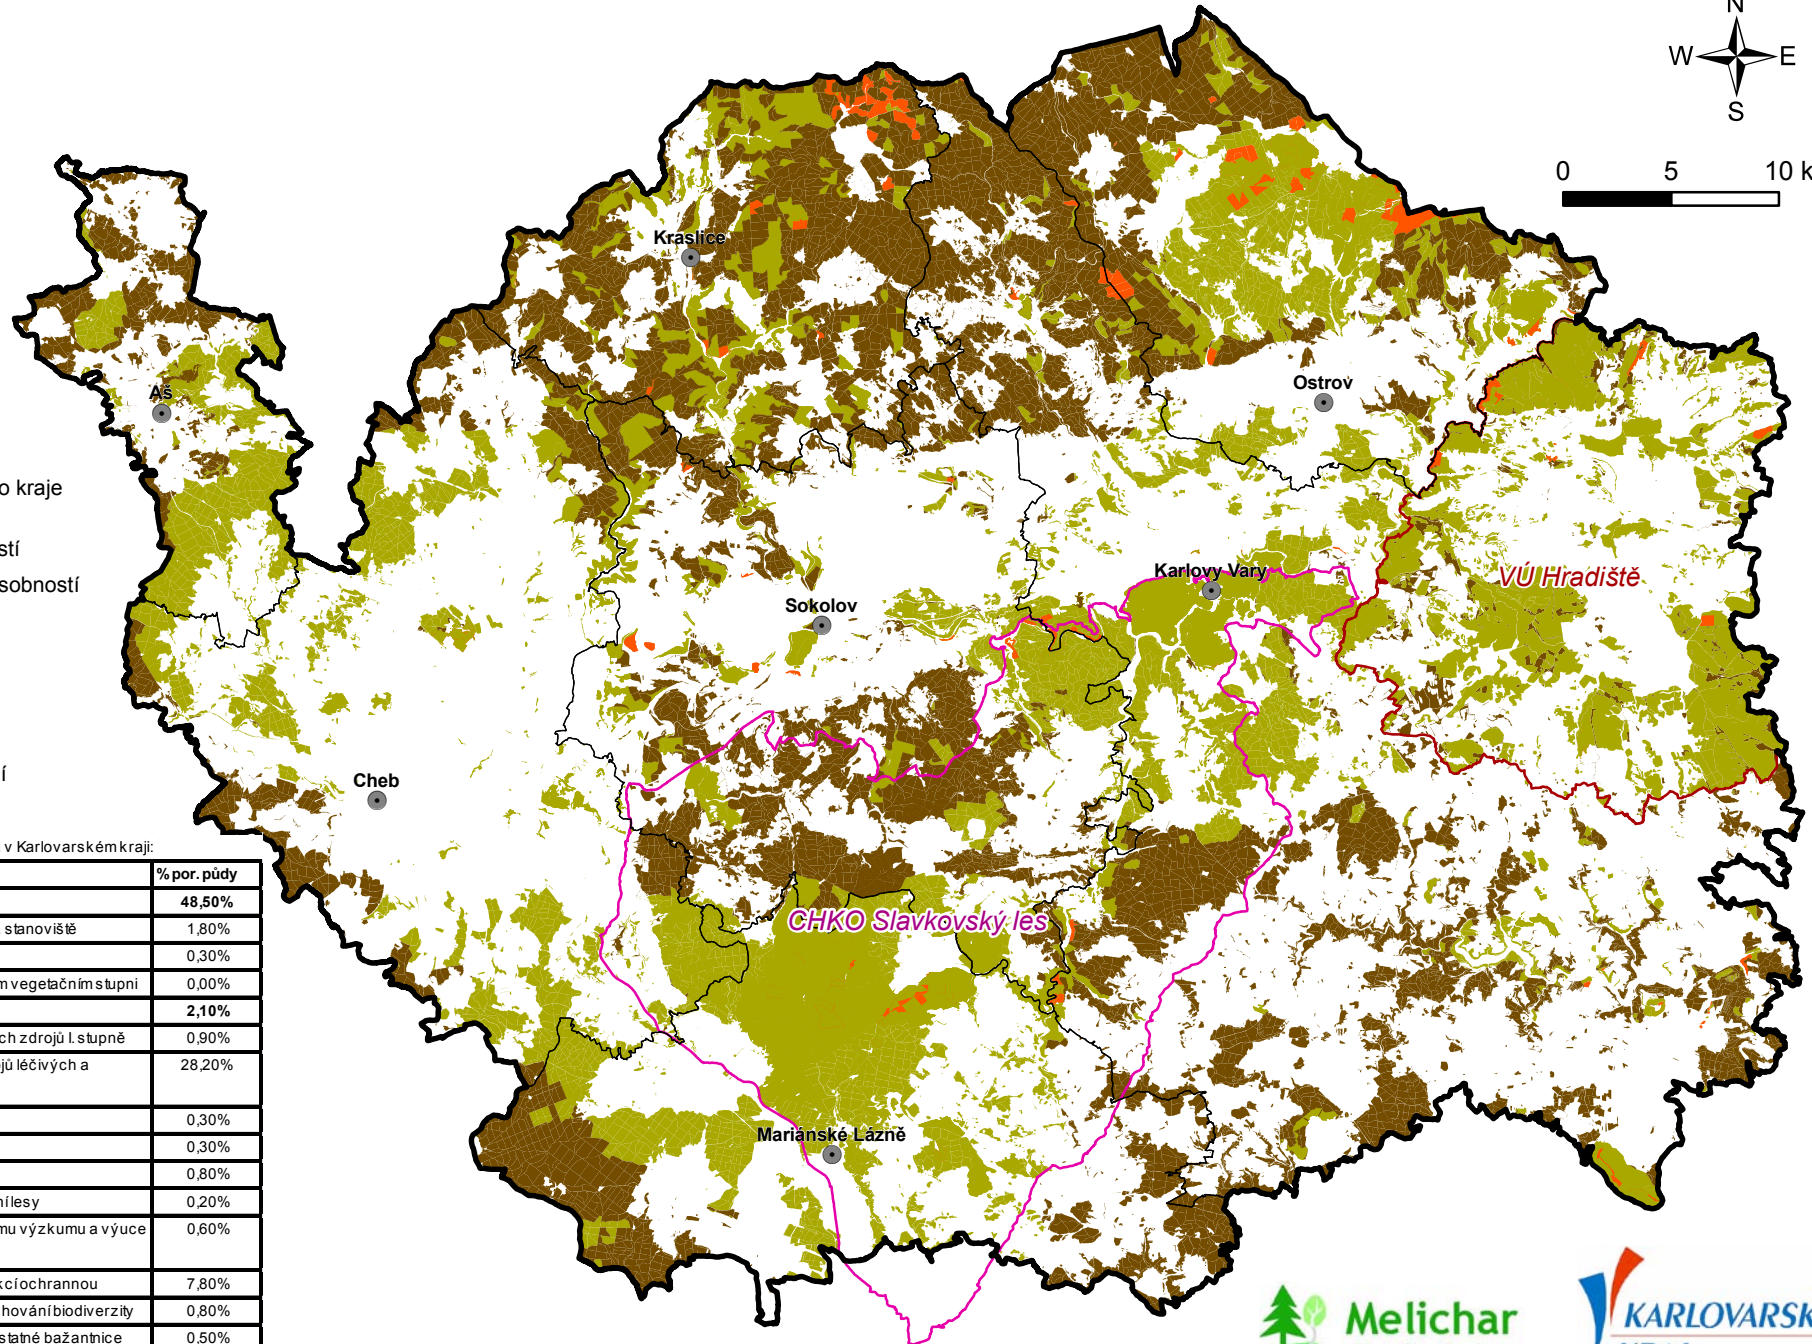 N
W E
S
0 5 10 k
Kraslice
Aš
Ostrov
o kraje
stí
sobností
Karlovy Vary
VÚ Hradiště
Sokolov
í
Cheb
v Karlovarském kraji:
% por. půdy
48,50%
stanoviště 1,80%
0,30%
m vegetačním stupni 0,00%
2,10%
ch zdrojů I. stupně 0,90%
jů léčivých a 28,20%
0,30%
0,30%
0,80%
ní lesy 0,20%
mu výzkumu a výuce 0,60%
kcí ochrannou 7,80%
hování biodiverzity 0,80%
statné bažantnice 0,50%
CHKO Slavkovský les
Mariánské Lázně
Melichar
KARLOVARSK